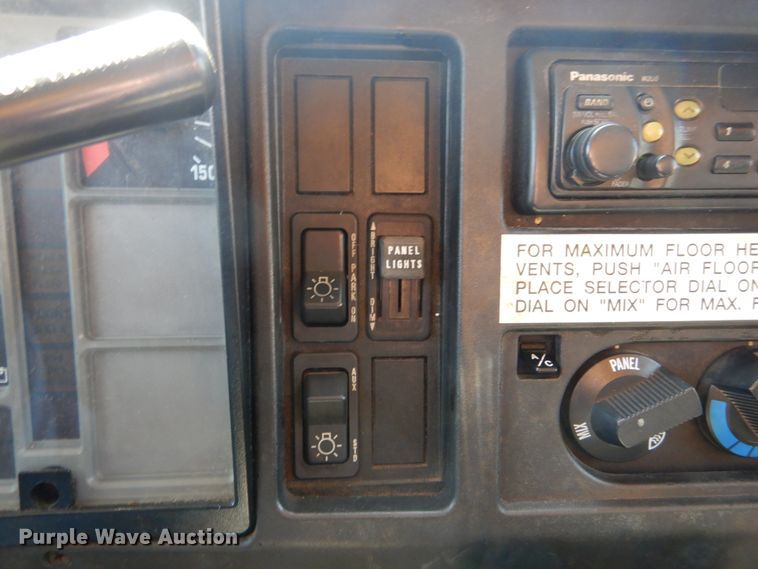 150
OFF PARK ON
BRIGHT DIM
PANEL
LIGHTS
AUX STD
Panasonic
BAND
FADER
FOR MAXIMUM FLOOR HE
VENTS, PUSH "AIR FLOOR
PLACE SELECTOR DIAL ON
DIAL ON "MIX" FOR MAX. F
A/C
PANEL
MIX
Purple Wave Auction®